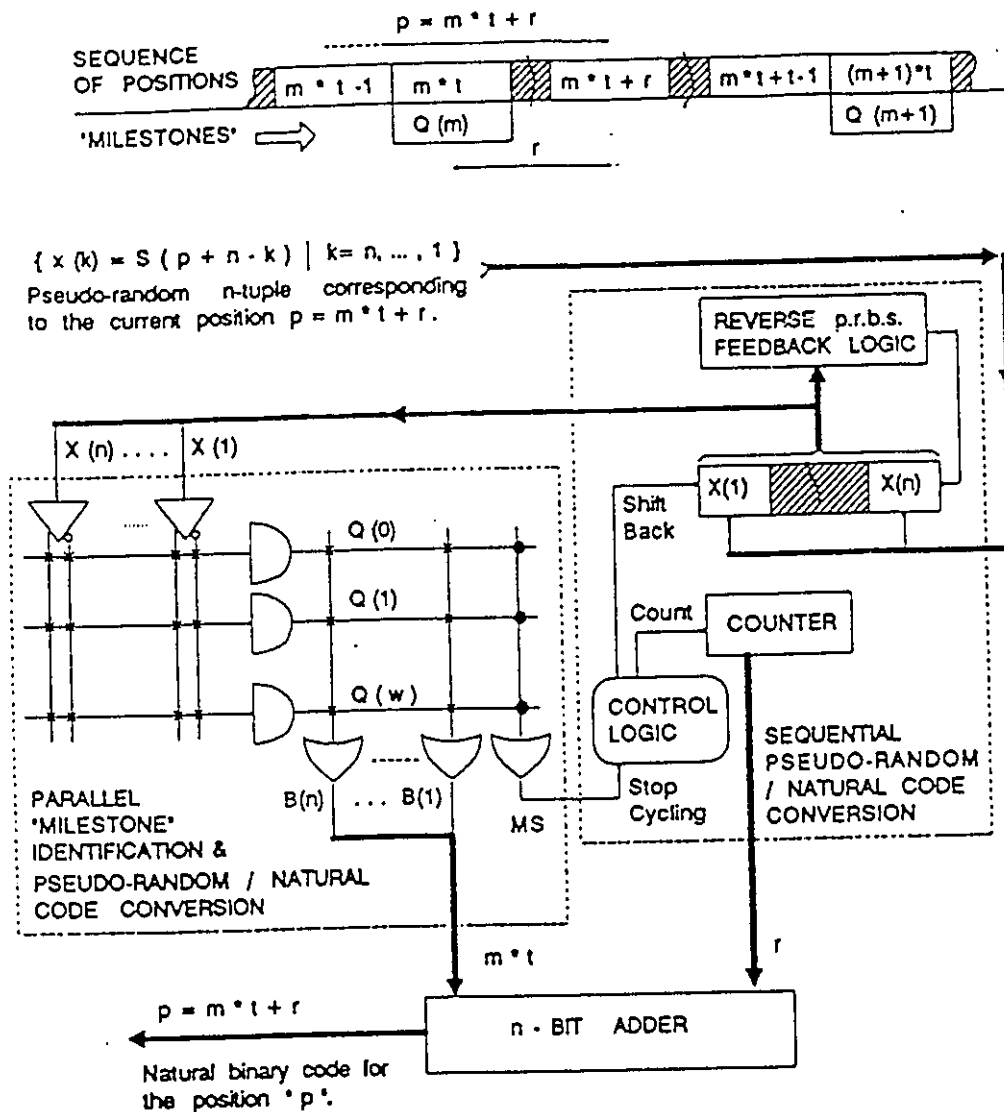 p = m * t + r
SEQUENCE
OF POSITIONS
m * t -1
m * t
m * t + r
m * t + t -1
(m+1)*t
"MILESTONES"
Q (m)
Q (m+1)
r
{ x (k) = S ( p + n - k ) | k= n, ... , 1 }
Pseudo-random n-tuple corresponding
to the current position p = m * t + r.
REVERSE p.r.b.s.
FEEDBACK LOGIC
X (n) . . . . X (1)
X(1)
X(n)
Shift
Back
......
Q (0)
Q (1)
Q ( w )
Count
COUNTER
CONTROL
LOGIC
SEQUENTIAL
PSEUDO-RANDOM
/ NATURAL CODE
CONVERSION
Stop
Cycling
.......
B(n) ... B(1)
MS
PARALLEL
"MILESTONE"
IDENTIFICATION &
PSEUDO-RANDOM / NATURAL
CODE CONVERSION
m * t
r
p = m * t + r
n - BIT ADDER
Natural binary code for
the position " p ".